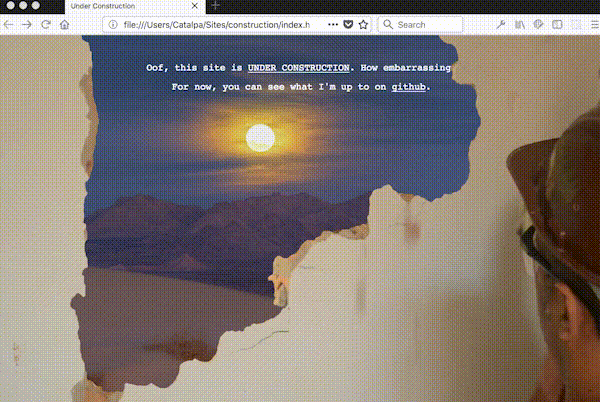 Under Construction
file:///Users/Catalpa/Sites/construction/index.h
Search
Oof, this site is UNDER CONSTRUCTION. How embarrassing
For now, you can see what I'm up to on github.